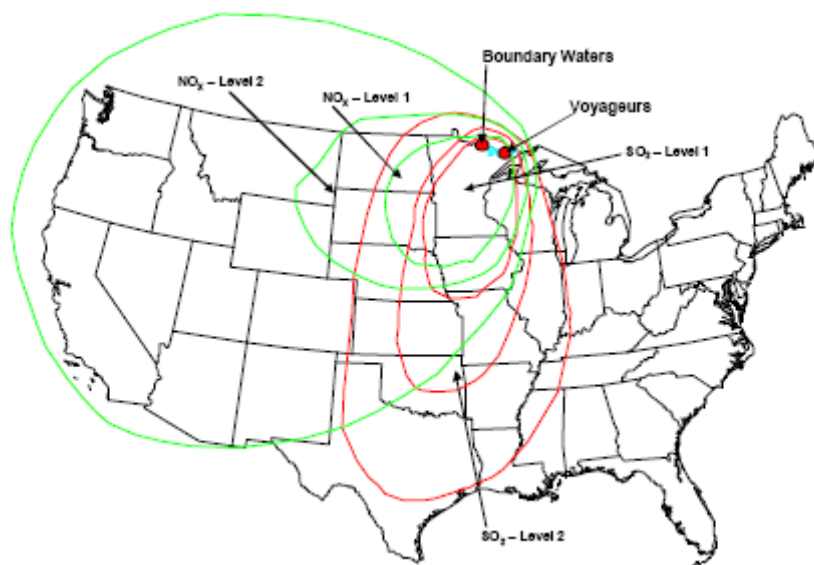 Boundary Waters
NOX – Level 2
NOX – Level 1
Voyageurs
SO2 – Level 1
SO2 – Level 2